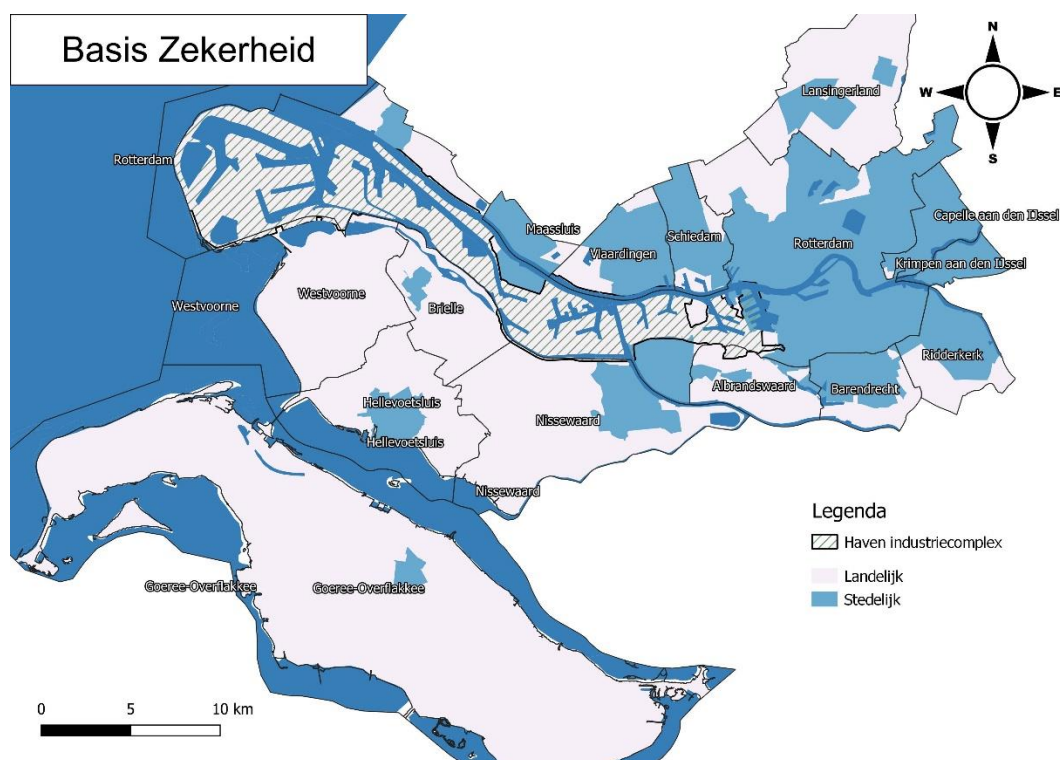 Basis Zekerheid
N
W
E
S
Lansingerland
Rotterdam
Capelle aan den IJssel
Maassluis
Schiedam
Rotterdam
Vlaardingen
Krimpen aan den IJssel
Westvoorne
Westvoorne
Brielle
Ridderkerk
Albrandswaard
Barendrecht
Hellevoetsluis
Nissewaard
Hellevoetsluis
Nissewaard
Goeree-Overflakkee
Goeree-Overflakkee
Legenda
Haven industriecomplex
Landelijk
Stedelijk
0 5 10 km